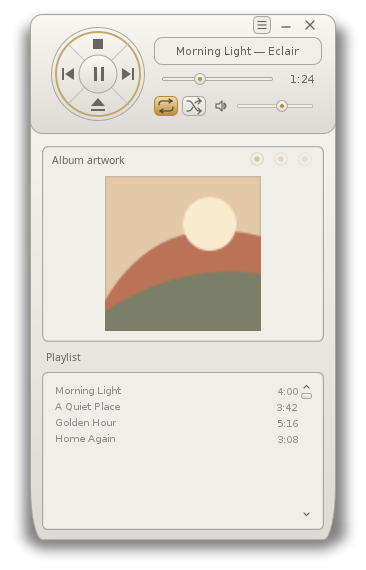 Morning Light — Eclair
1:24
Album artwork
Playlist
Morning Light 4:00
A Quiet Place 3:42
Golden Hour 5:16
Home Again 3:08